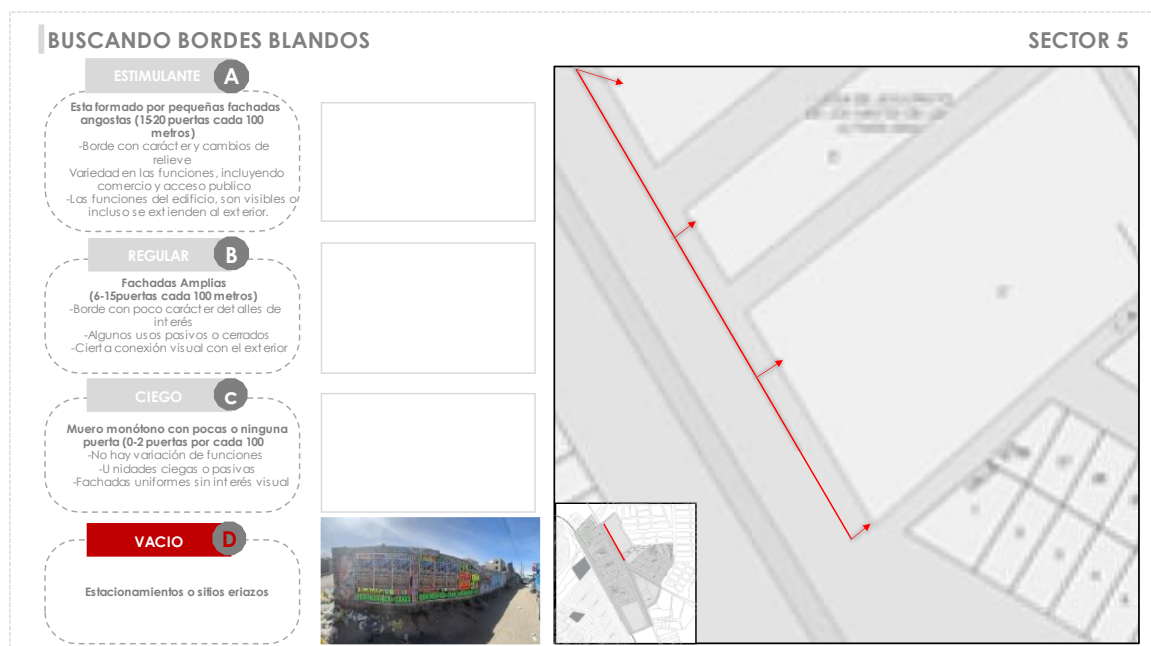 BUSCANDO BORDES BLANDOS
SECTOR 5
ESTIMULANTE A
Esta formado por pequeñas fachadas
angostas (1520 puertas cada 100
metros)
-Borde con carácter y cambios de
relieve
Variedad en las funciones, incluyendo
comercio y acceso publico
-Las funciones del edificio, son visibles o
incluso se extienden al exterior.
REGULAR B
Fachadas Amplias
(6-15puertas cada 100 metros)
-Borde con poco carácter detalles de
interés
-Algunos usos pasivos o cerrados
-Cierta conexión visual con el exterior
CIEGO C
Muero monótono con pocas o ninguna
puerta (0-2 puertas por cada 100
-No hay variación de funciones
-Unidades ciegas o pasivas
-Fachadas uniformes sin interés visual
VACIO D
Estacionamientos o sitios eriazos